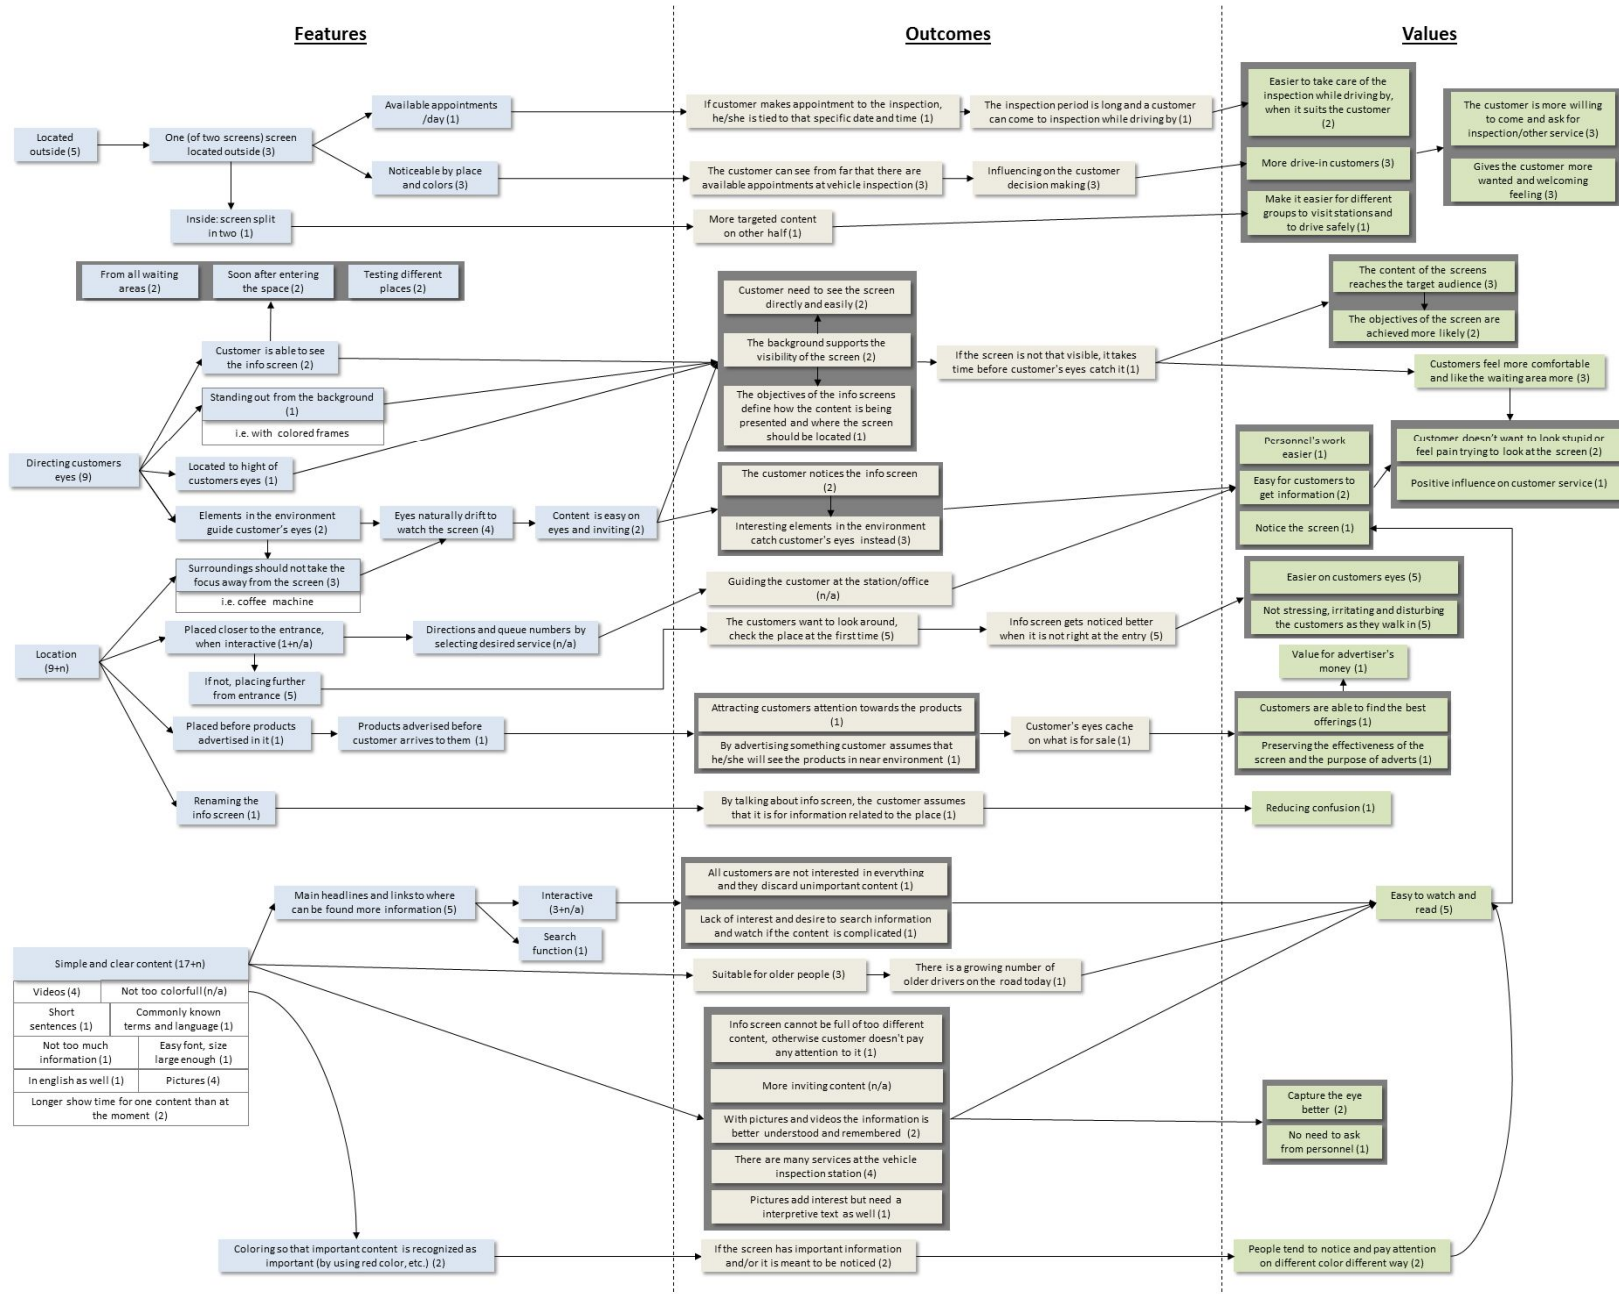 Features
Outcomes
Values
Located
outside (5)
One (of two screens) screen
located outside (3)
Available appointments
/day (1)
Noticeable by place
and colors (3)
Inside: screen split
in two (1)
If customer makes appointment to the inspection,
he/she is tied to that specific date and time (1)
The inspection period is long and a customer
can come to inspection while driving by (1)
The customer can see from far that there are
available appointments at vehicle inspection (3)
Influencing on the customer
decision making (3)
More targeted content
on other half (1)
Easier to take care of the
inspection while driving by,
when it suits the customer
(2)
More drive-in customers (3)
Make it easier for different
groups to visit stations and
to drive safely (1)
The customer is more willing
to come and ask for
inspection/other service (3)
Gives the customer more
wanted and welcoming
feeling (3)
From all waiting
areas (2)
Soon after entering
the space (2)
Testing different
places (2)
Customer is able to see
the info screen (2)
Standing out from the background
(1)
i.e. with colored frames
Directing customers
eyes (9)
Located to hight of
customers eyes (1)
Elements in the environment
guide customer's eyes (2)
Eyes naturally drift to
watch the screen (4)
Content is easy on
eyes and inviting (2)
Surroundings should not take the
focus away from the screen (3)
i.e. coffee machine
Customer need to see the screen
directly and easily (2)
The background supports the
visibility of the screen (2)
The objectives of the info screens
define how the content is being
presented and where the screen
should be located (1)
If the screen is not that visible, it takes
time before customer's eyes catch it (1)
The customer notices the info screen
(2)
Interesting elements in the environment
catch customer's eyes instead (3)
The content of the screens
reaches the target audience (3)
The objectives of the screen are
achieved more likely (2)
Customers feel more comfortable
and like the waiting area more (3)
Personnel's work
easier (1)
Easy for customers to
get information (2)
Notice the screen (1)
Customer doesn't want to look stupid or
feel pain trying to look at the screen (2)
Positive influence on customer service (1)
Location
(9+n)
Placed closer to the entrance,
when interactive (1+n/a)
Directions and queue numbers by
selecting desired service (n/a)
If not, placing further
from entrance (5)
Placed before products
advertised in it (1)
Products adverised before
customer arrives to them (1)
Renaming the
info screen (1)
Guiding the customer at the station/office
(n/a)
The customers want to look around,
check the place at the first time (5)
Info screen gets noticed better
when it is not right at the entry (5)
Attracting customers attention towards the products
(1)
By advertising something customer assumes that
he/she will see the products in near environment (1)
Customer's eyes cache
on what is for sale (1)
By talking about info screen, the customer assumes
that it is for information related to the place (1)
Easier on customers eyes (5)
Not stressing, irritating and disturbing
the customers as they walk in (5)
Value for advertiser's
money (1)
Customers are able to find the best
offerings (1)
Preserving the effectiveness of the
screen and the purpose of adverts (1)
Reducing confusion (1)
Main headlines and links to where
can be found more information (5)
Interactive
(3+n/a)
Search
function (1)
Simple and clear content (17+n)
Videos (4)
Not too colorfull (n/a)
Short
sentences (1)
Commonly known
terms and language (1)
Not too much
information (1)
Easy font, size
large enough (1)
In english as well (1)
Pictures (4)
Longer show time for one content than at
the moment (2)
Coloring so that important content is recognized as
important (by using red color, etc.) (2)
All customers are not interested in everything
and they discard unimportant content (1)
Lack of interest and desire to search information
and watch if the content is complicated (1)
Suitable for older people (3)
There is a growing number of
older drivers on the road today (1)
Info screen cannot be full of too different
content, otherwise customer doesn't pay
any attention to it (1)
More inviting content (n/a)
With pictures and videos the information is
better understood and remembered (2)
There are many services at the vehicle
inspection station (4)
Pictures add interest but need a
interpretive text as well (1)
If the screen has important information
and/or it is meant to be noticed (2)
Easy to watch and
read (5)
Capture the eye
better (2)
No need to ask
from personnel (1)
People tend to notice and pay attention
on different color different way (2)